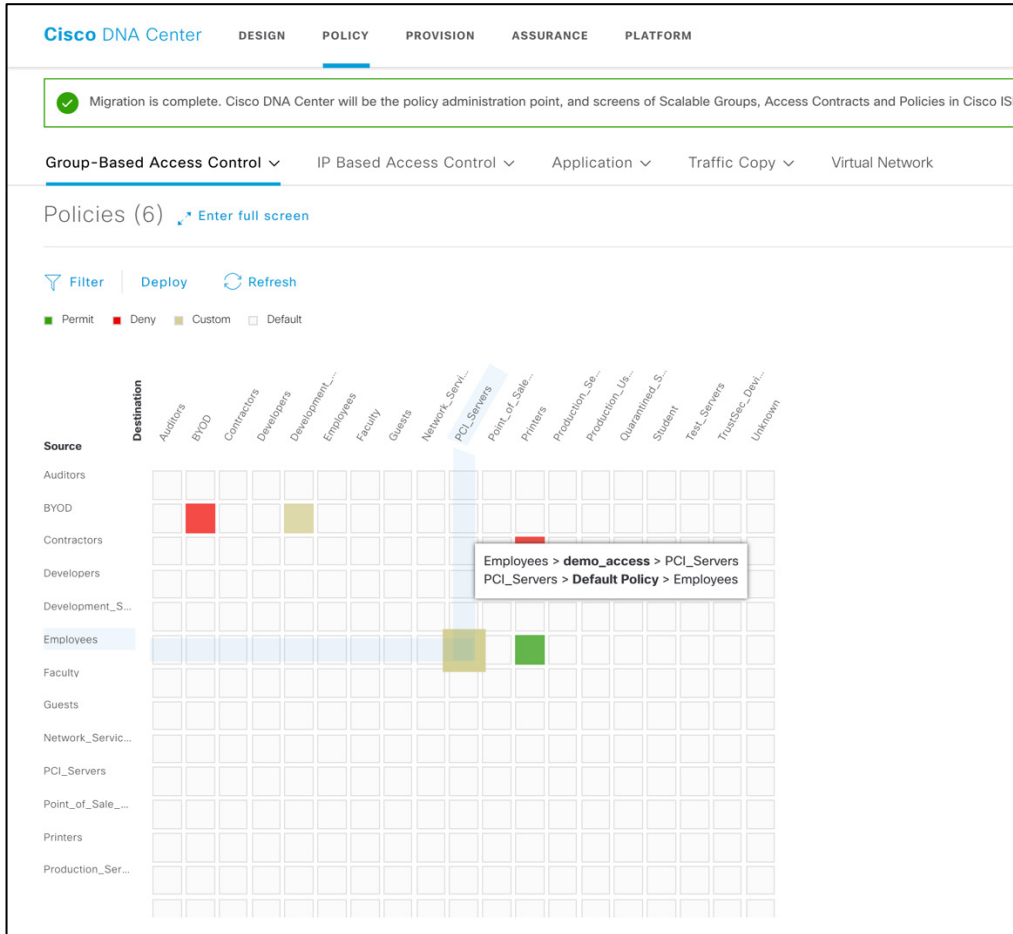 Cisco DNA Center DESIGN POLICY PROVISION ASSURANCE PLATFORM
Migration is complete. Cisco DNA Center will be the policy administration point, and screens of Scalable Groups, Access Contracts and Policies in Cisco IS
Group-Based Access Control IP Based Access Control Application Traffic Copy Virtual Network
Policies (6) Enter full screen
Filter Deploy Refresh
Permit Deny Custom Default
Destination
Auditors
BYOD
Contractors
Developers
Development_...
Employees
Faculty
Guests
Network_Servi...
PCI_Servers
Point_of_Sale...
Printers
Production_Se...
Production_Us...
Quarantined_S...
Student
Test_Servers
TrustSec_Devi...
Unknown
Source
Auditors
BYOD
Contractors
Employees > demo_access > PCI_Servers
PCI_Servers > Default Policy > Employees
Developers
Development_S...
Employees
Faculty
Guests
Network_Servic...
PCI_Servers
Point_of_Sale_...
Printers
Production_Ser...